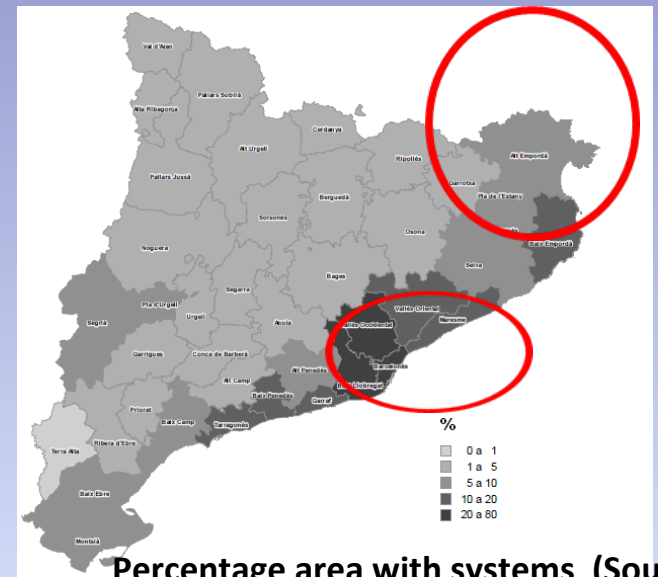 Val d'Aran
Pallars Sobirà
Alta Ribagorça
Cerdanya
Alt Urgell
Ripollès
Alt Empordà
Pallars Jussà
Garrotxa
Berguedà
Pla de l'Estany
Solsonès
Osona
Baix Empordà
Noguera
Bages
Selva
Segarra
Pla d'Urgell
Vallès Oriental
Segrià
Urgell
Anoia
Vallès Occidental
Maresme
Garrigues
Conca de Barberà
Barcelonès
Alt Penedès
Alt Camp
Baix Llobregat
Baix Penedès
Garraf
Priorat
Baix Camp
Tarragonès
Ribera d'Ebre
Terra Alta
Baix Ebre
Montsià
%
0 a 1
1 a 5
5 a 10
10 a 20
20 a 80
Percentage area with systems (Sou